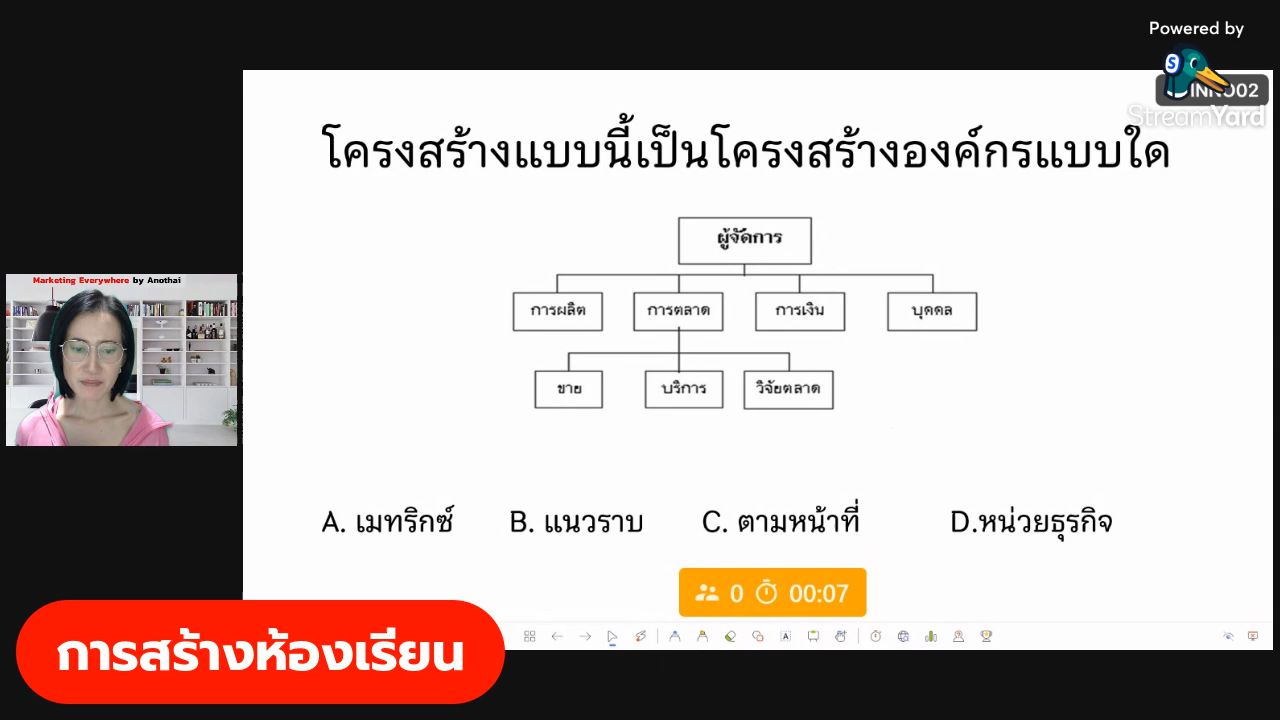 Powered by
INNO02
StreamYard
โครงสร้างแบบนี้เป็นโครงสร้างองค์กรแบบใด
ผู้จัดการ
การผลิต การตลาด การเงิน บุคคล
ขาย บริการ วิจัยตลาด
Marketing Everywhere by Anothai
A. เมทริกซ์ B. แนวราบ C. ตามหน้าที่ D.หน่วยธุรกิจ
0 00:07
การสร้างห้องเรียน